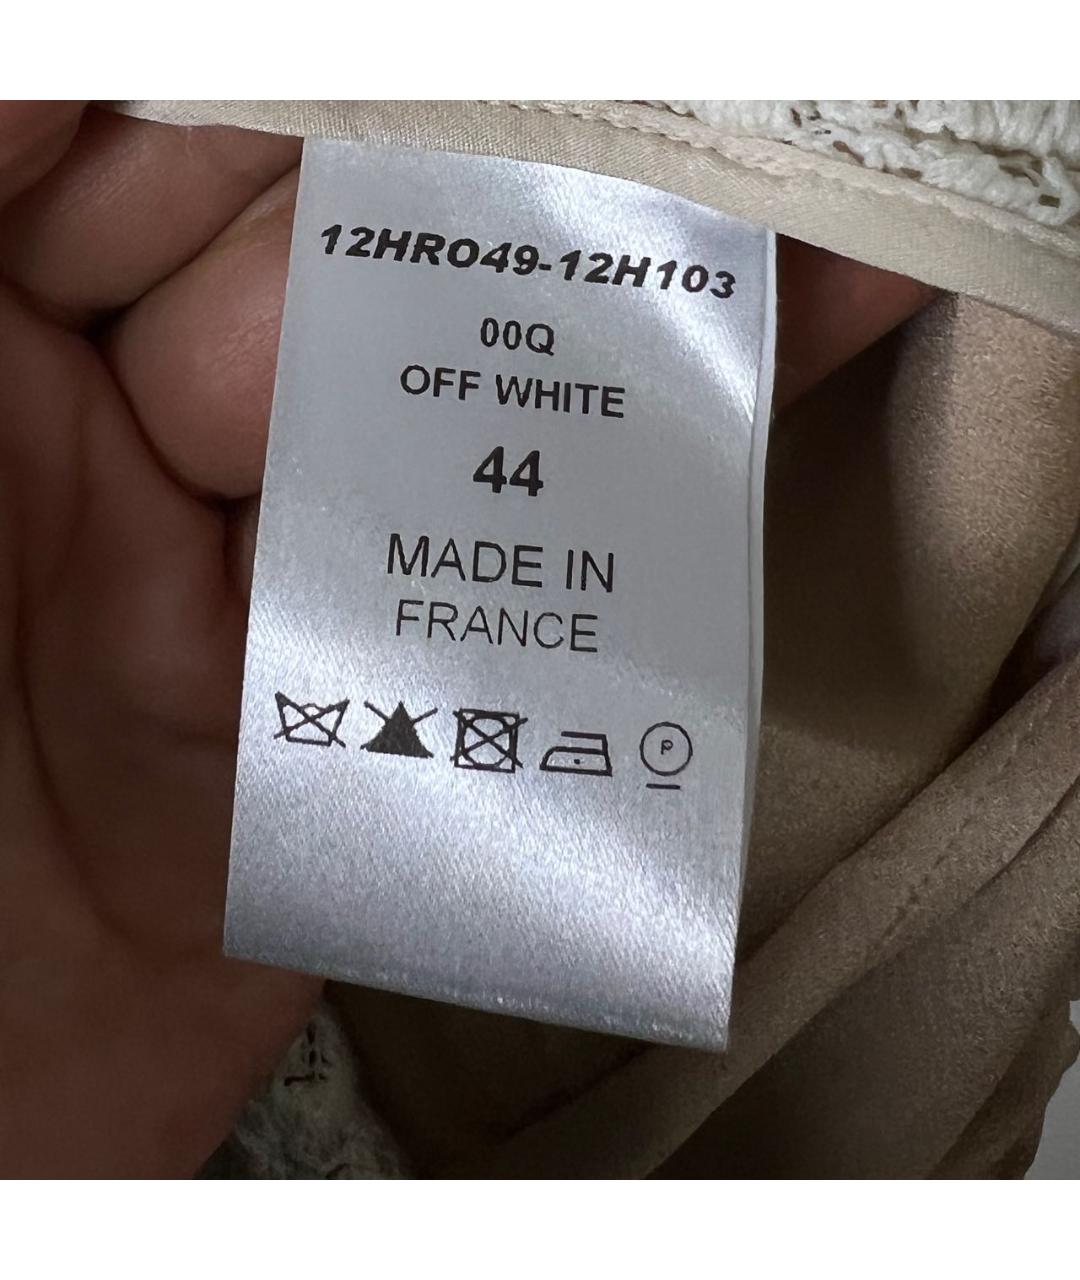 12HRO49-12H103
00Q
OFF WHITE
44
MADE IN
FRANCE
P